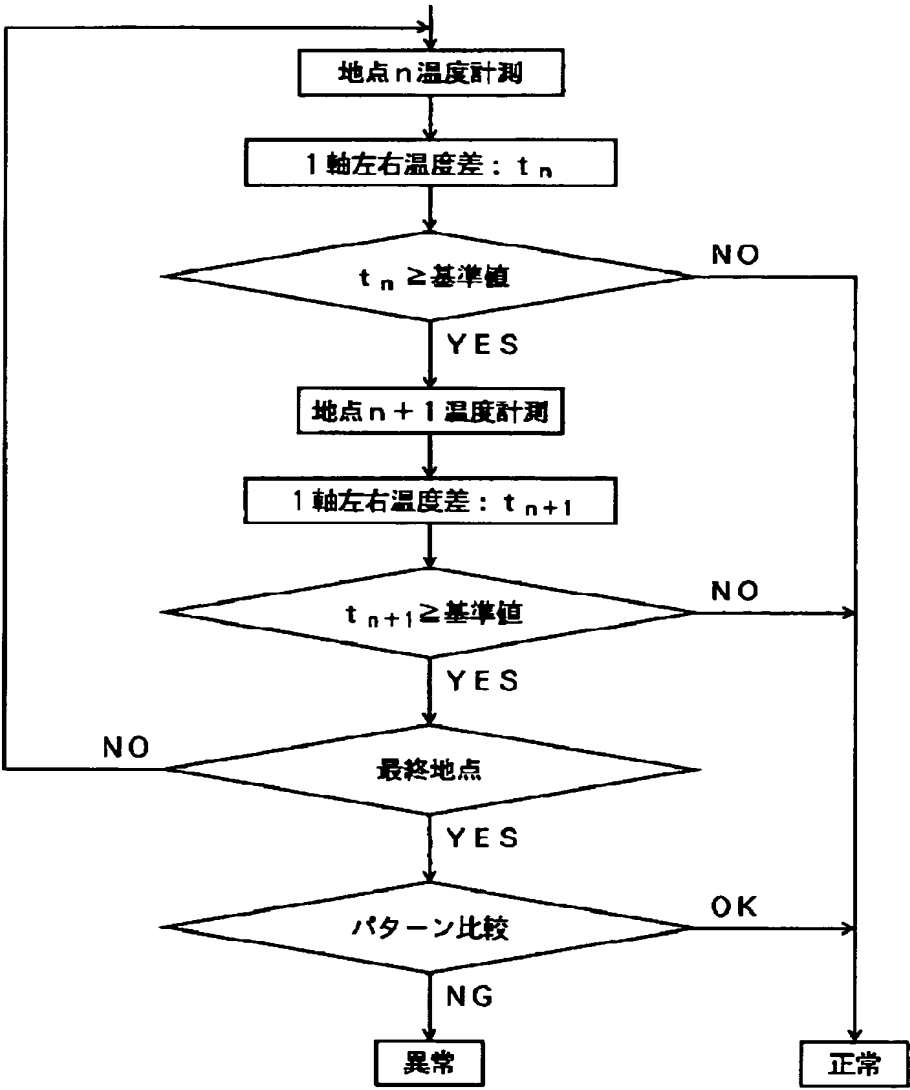 地点n温度計測
1軸左右温度差：tn
NO
tn≧基準値
YES
地点n+1温度計測
1軸左右温度差：tn+1
NO
tn+1≧基準値
YES
NO
最終地点
YES
OK
パターン比較
NG
異常
正常